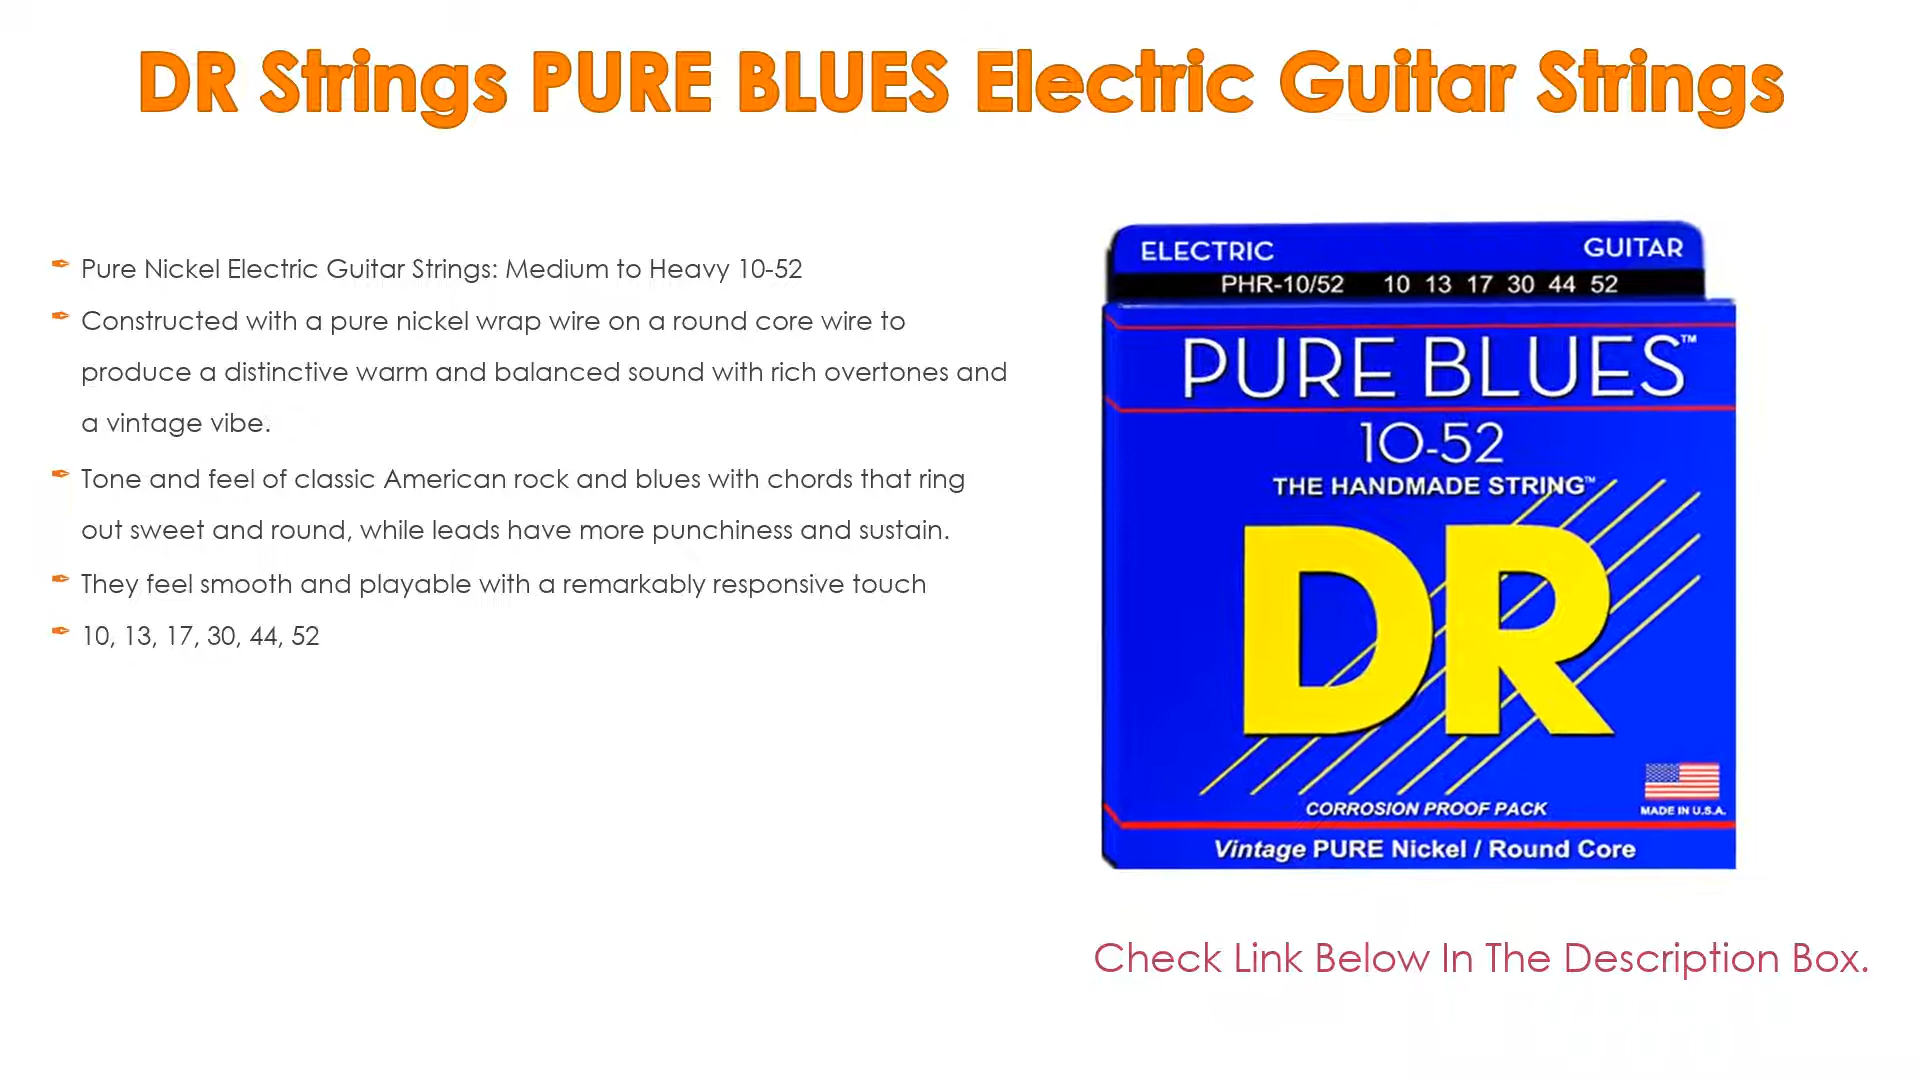 DR Strings PURE BLUES Electric Guitar Strings
Pure Nickel Electric Guitar Strings: Medium to Heavy 10-52
Constructed with a pure nickel wrap wire on a round core wire to
produce a distinctive warm and balanced sound with rich overtones and
a vintage vibe.
Tone and feel of classic American rock and blues with chords that ring
out sweet and round, while leads have more punchiness and sustain.
They feel smooth and playable with a remarkably responsive touch
10, 13, 17, 30, 44, 52
ELECTRIC GUITAR
PHR-10/52 10 13 17 30 44 52
PURE BLUES™
10-52
THE HANDMADE STRING™
DR
CORROSION PROOF PACK
MADE IN U.S.A.
Vintage PURE Nickel / Round Core
Check Link Below In The Description Box.